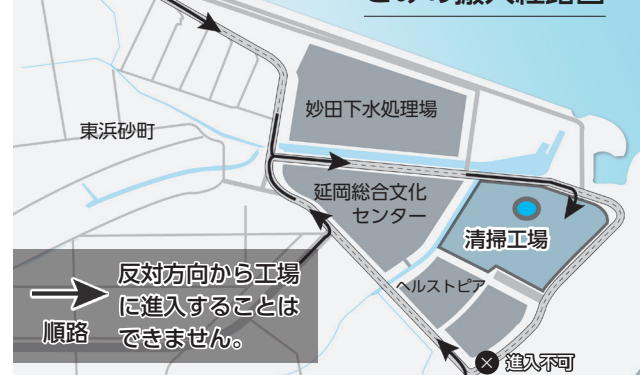 妙田下水処理場
東浜砂町
延岡総合文化
センター
清掃工場
ヘルストピア
反対方向から工場
に進入することは
できません。
順路
進入不可